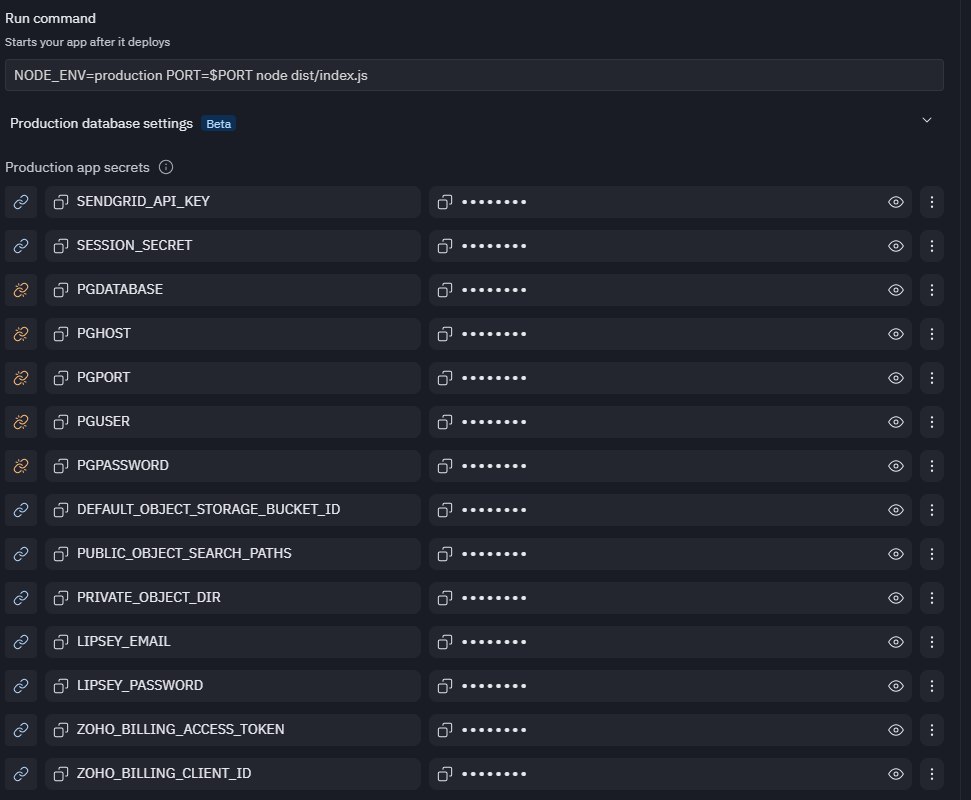 Run command
Starts your app after it deploys
NODE_ENV=production PORT=$PORT node dist/index.js
Production database settings Beta
Production app secrets
SENDGRID_API_KEY ••••••••
SESSION_SECRET ••••••••
PGDATABASE ••••••••
PGHOST ••••••••
PGPORT ••••••••
PGUSER ••••••••
PGPASSWORD ••••••••
DEFAULT_OBJECT_STORAGE_BUCKET_ID ••••••••
PUBLIC_OBJECT_SEARCH_PATHS ••••••••
PRIVATE_OBJECT_DIR ••••••••
LIPSEY_EMAIL ••••••••
LIPSEY_PASSWORD ••••••••
ZOHO_BILLING_ACCESS_TOKEN ••••••••
ZOHO_BILLING_CLIENT_ID ••••••••